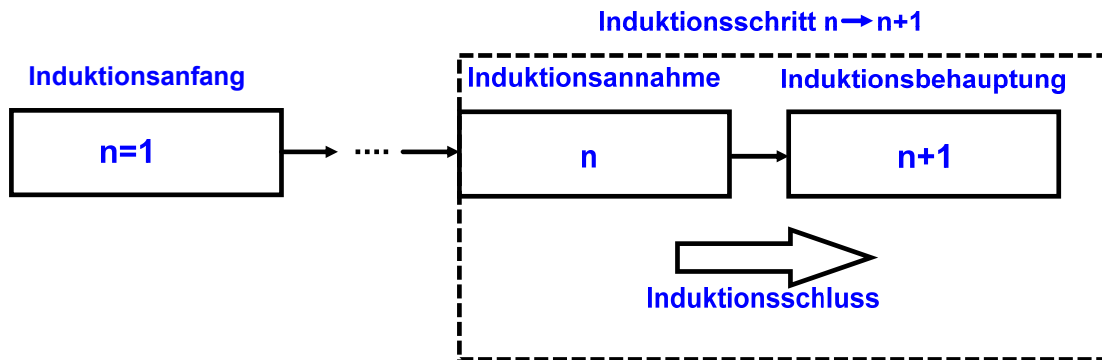 Induktionsschritt n→n+1
Induktionsanfang
Induktionsannahme
Induktionsbehauptung
n=1
.....
n
n+1
Induktionsschluss